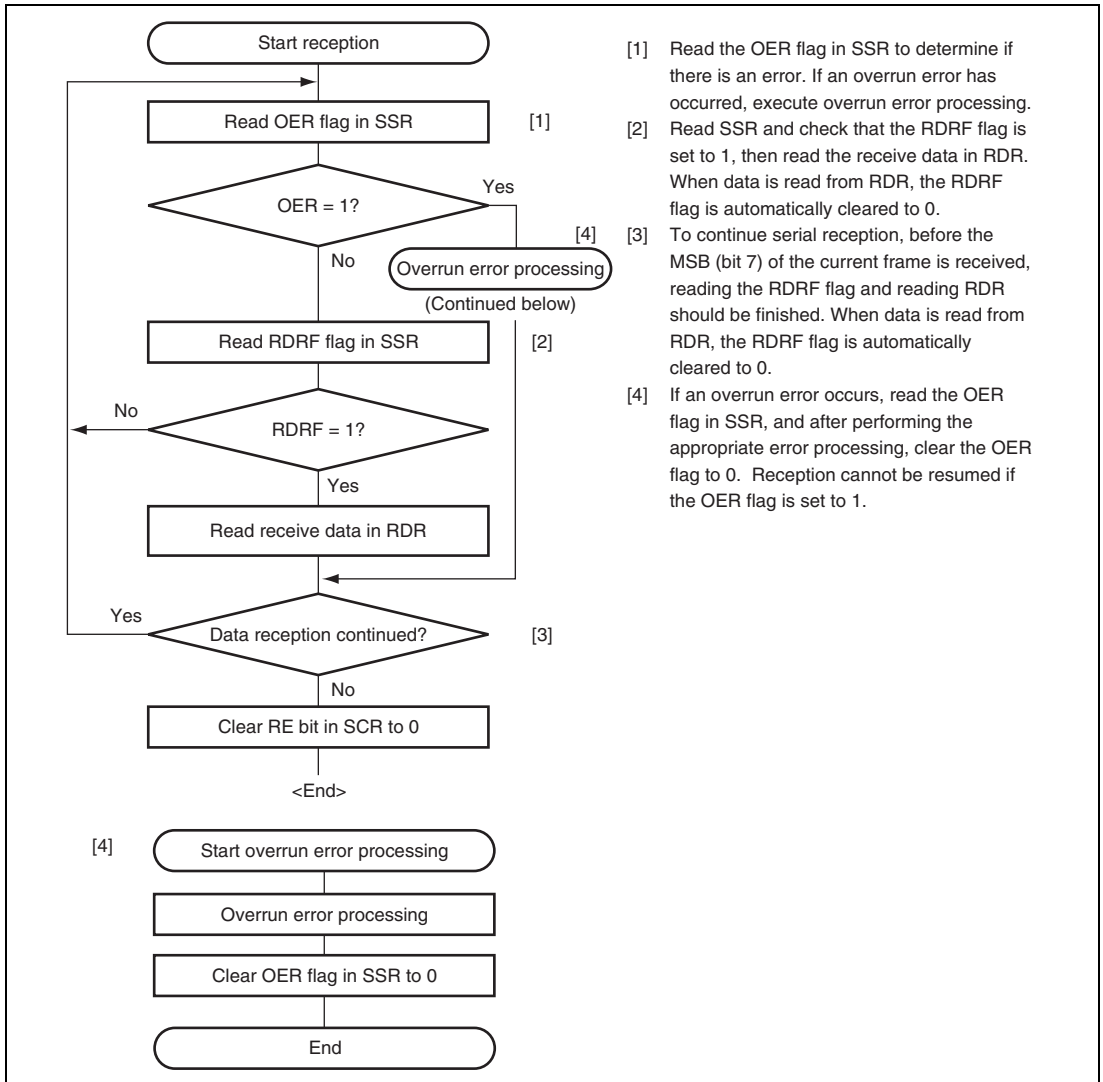 Start reception
Read OER flag in SSR
[1]
OER = 1?
Yes
No
[4]
Overrun error processing
(Continued below)
Read RDRF flag in SSR
[2]
No
RDRF = 1?
Yes
Read receive data in RDR
Yes
Data reception continued?
[3]
No
Clear RE bit in SCR to 0
<End>
[4]
Start overrun error processing
Overrun error processing
Clear OER flag in SSR to 0
End
[1] Read the OER flag in SSR to determine if
there is an error. If an overrun error has
occurred, execute overrun error processing.
[2] Read SSR and check that the RDRF flag is
set to 1, then read the receive data in RDR.
When data is read from RDR, the RDRF
flag is automatically cleared to 0.
[3] To continue serial reception, before the
MSB (bit 7) of the current frame is received,
reading the RDRF flag and reading RDR
should be finished. When data is read from
RDR, the RDRF flag is automatically
cleared to 0.
[4] If an overrun error occurs, read the OER
flag in SSR, and after performing the
appropriate error processing, clear the OER
flag to 0. Reception cannot be resumed if
the OER flag is set to 1.